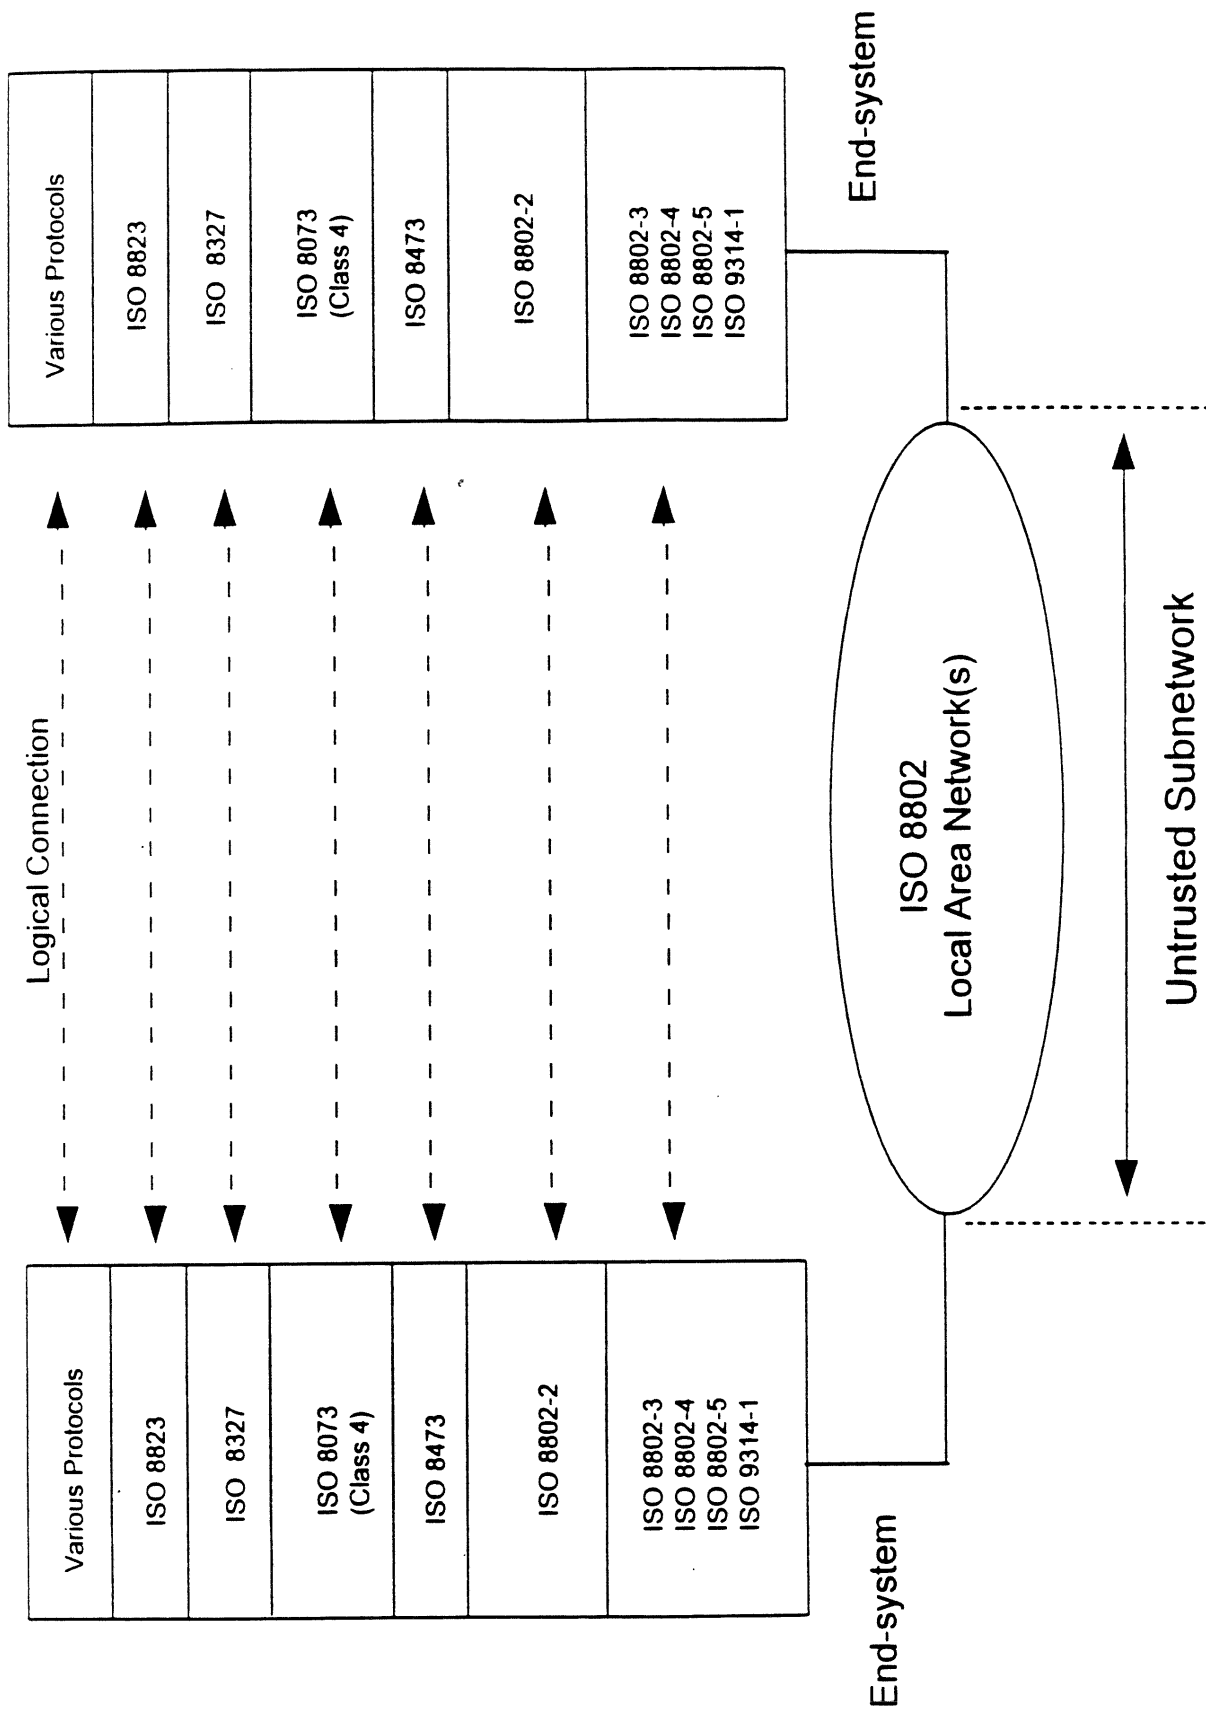 Various Protocols
ISO 8823
ISO 8327
ISO 8073
(Class 4)
ISO 8473
ISO 8802-2
ISO 8802-3
ISO 8802-4
ISO 8802-5
ISO 9314-1
End-system
Logical Connection
Various Protocols
ISO 8823
ISO 8327
ISO 8073
(Class 4)
ISO 8473
ISO 8802-2
ISO 8802-3
ISO 8802-4
ISO 8802-5
ISO 9314-1
End-system
ISO 8802
Local Area Network(s)
Untrusted Subnetwork